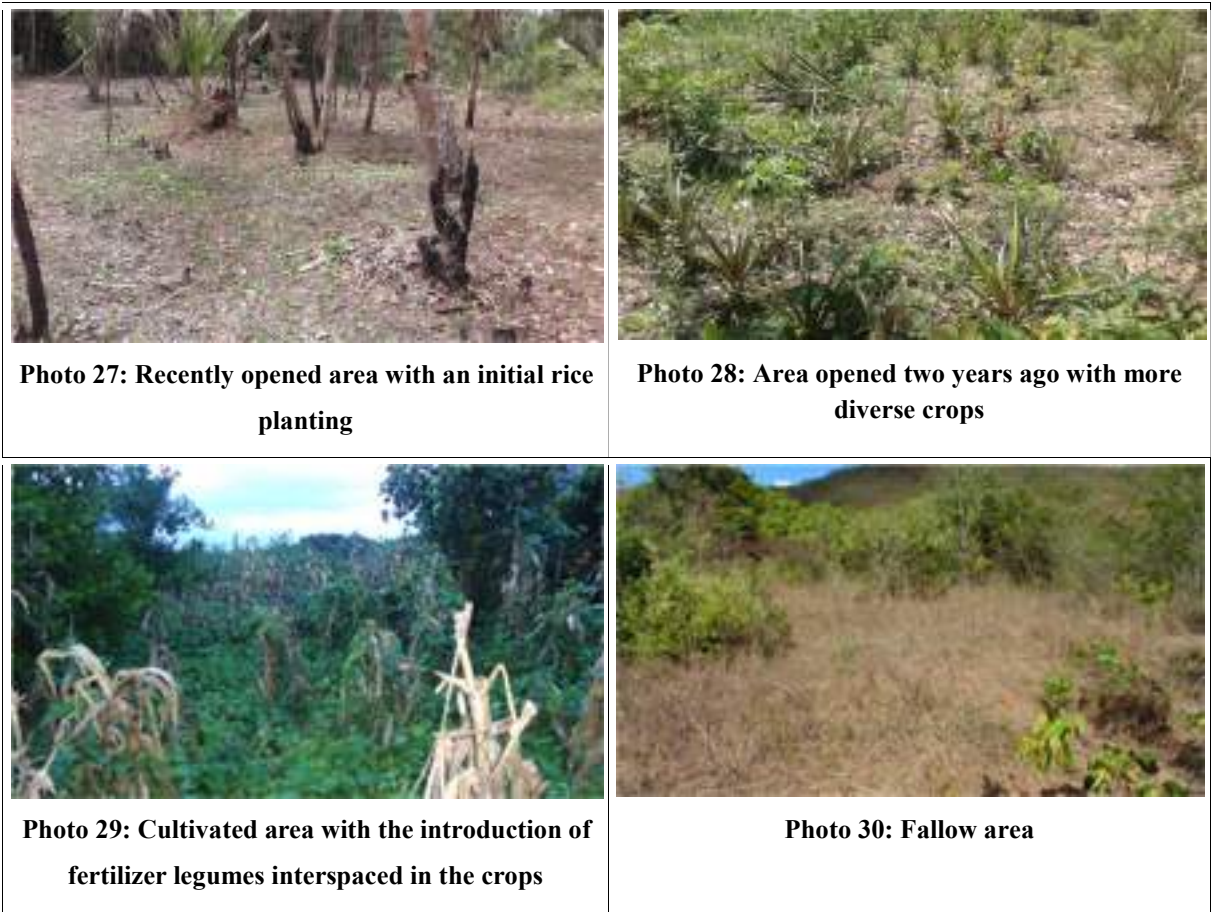 Photo 27: Recently opened area with an initial rice
planting
Photo 28: Area opened two years ago with more
diverse crops
Photo 29: Cultivated area with the introduction of
fertilizer legumes interspaced in the crops
Photo 30: Fallow area